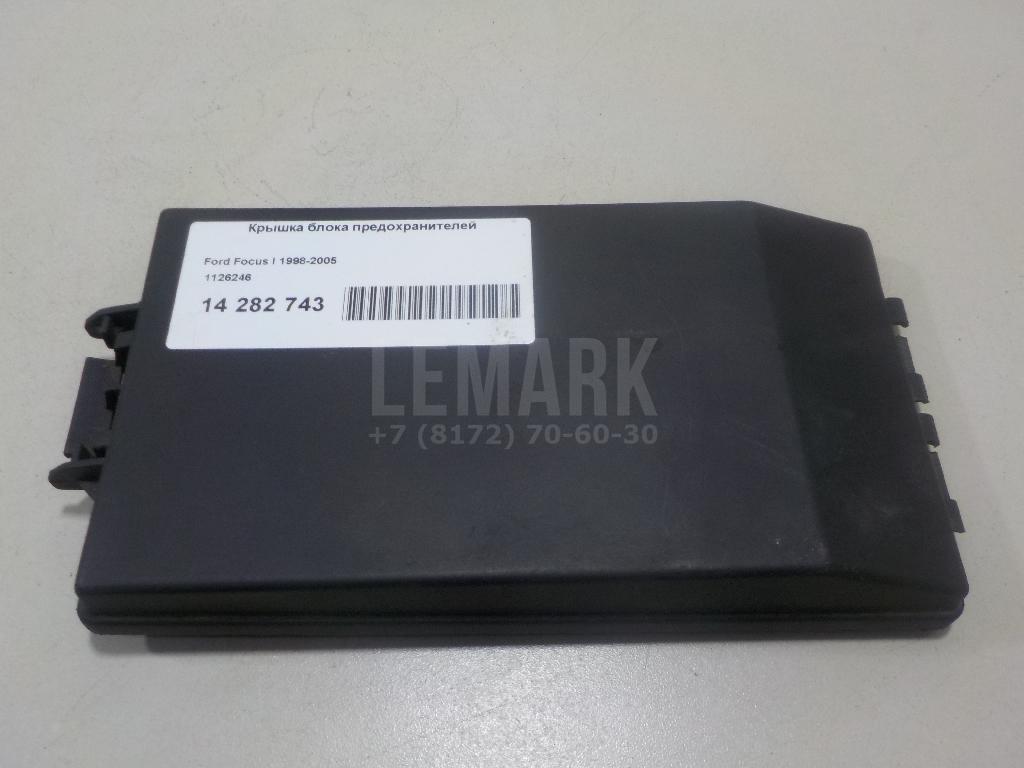 Крышка блока предохранителей
Ford Focus I 1998-2005
1126246
14 282 743
LEMARK
+7 (8172) 70-60-30